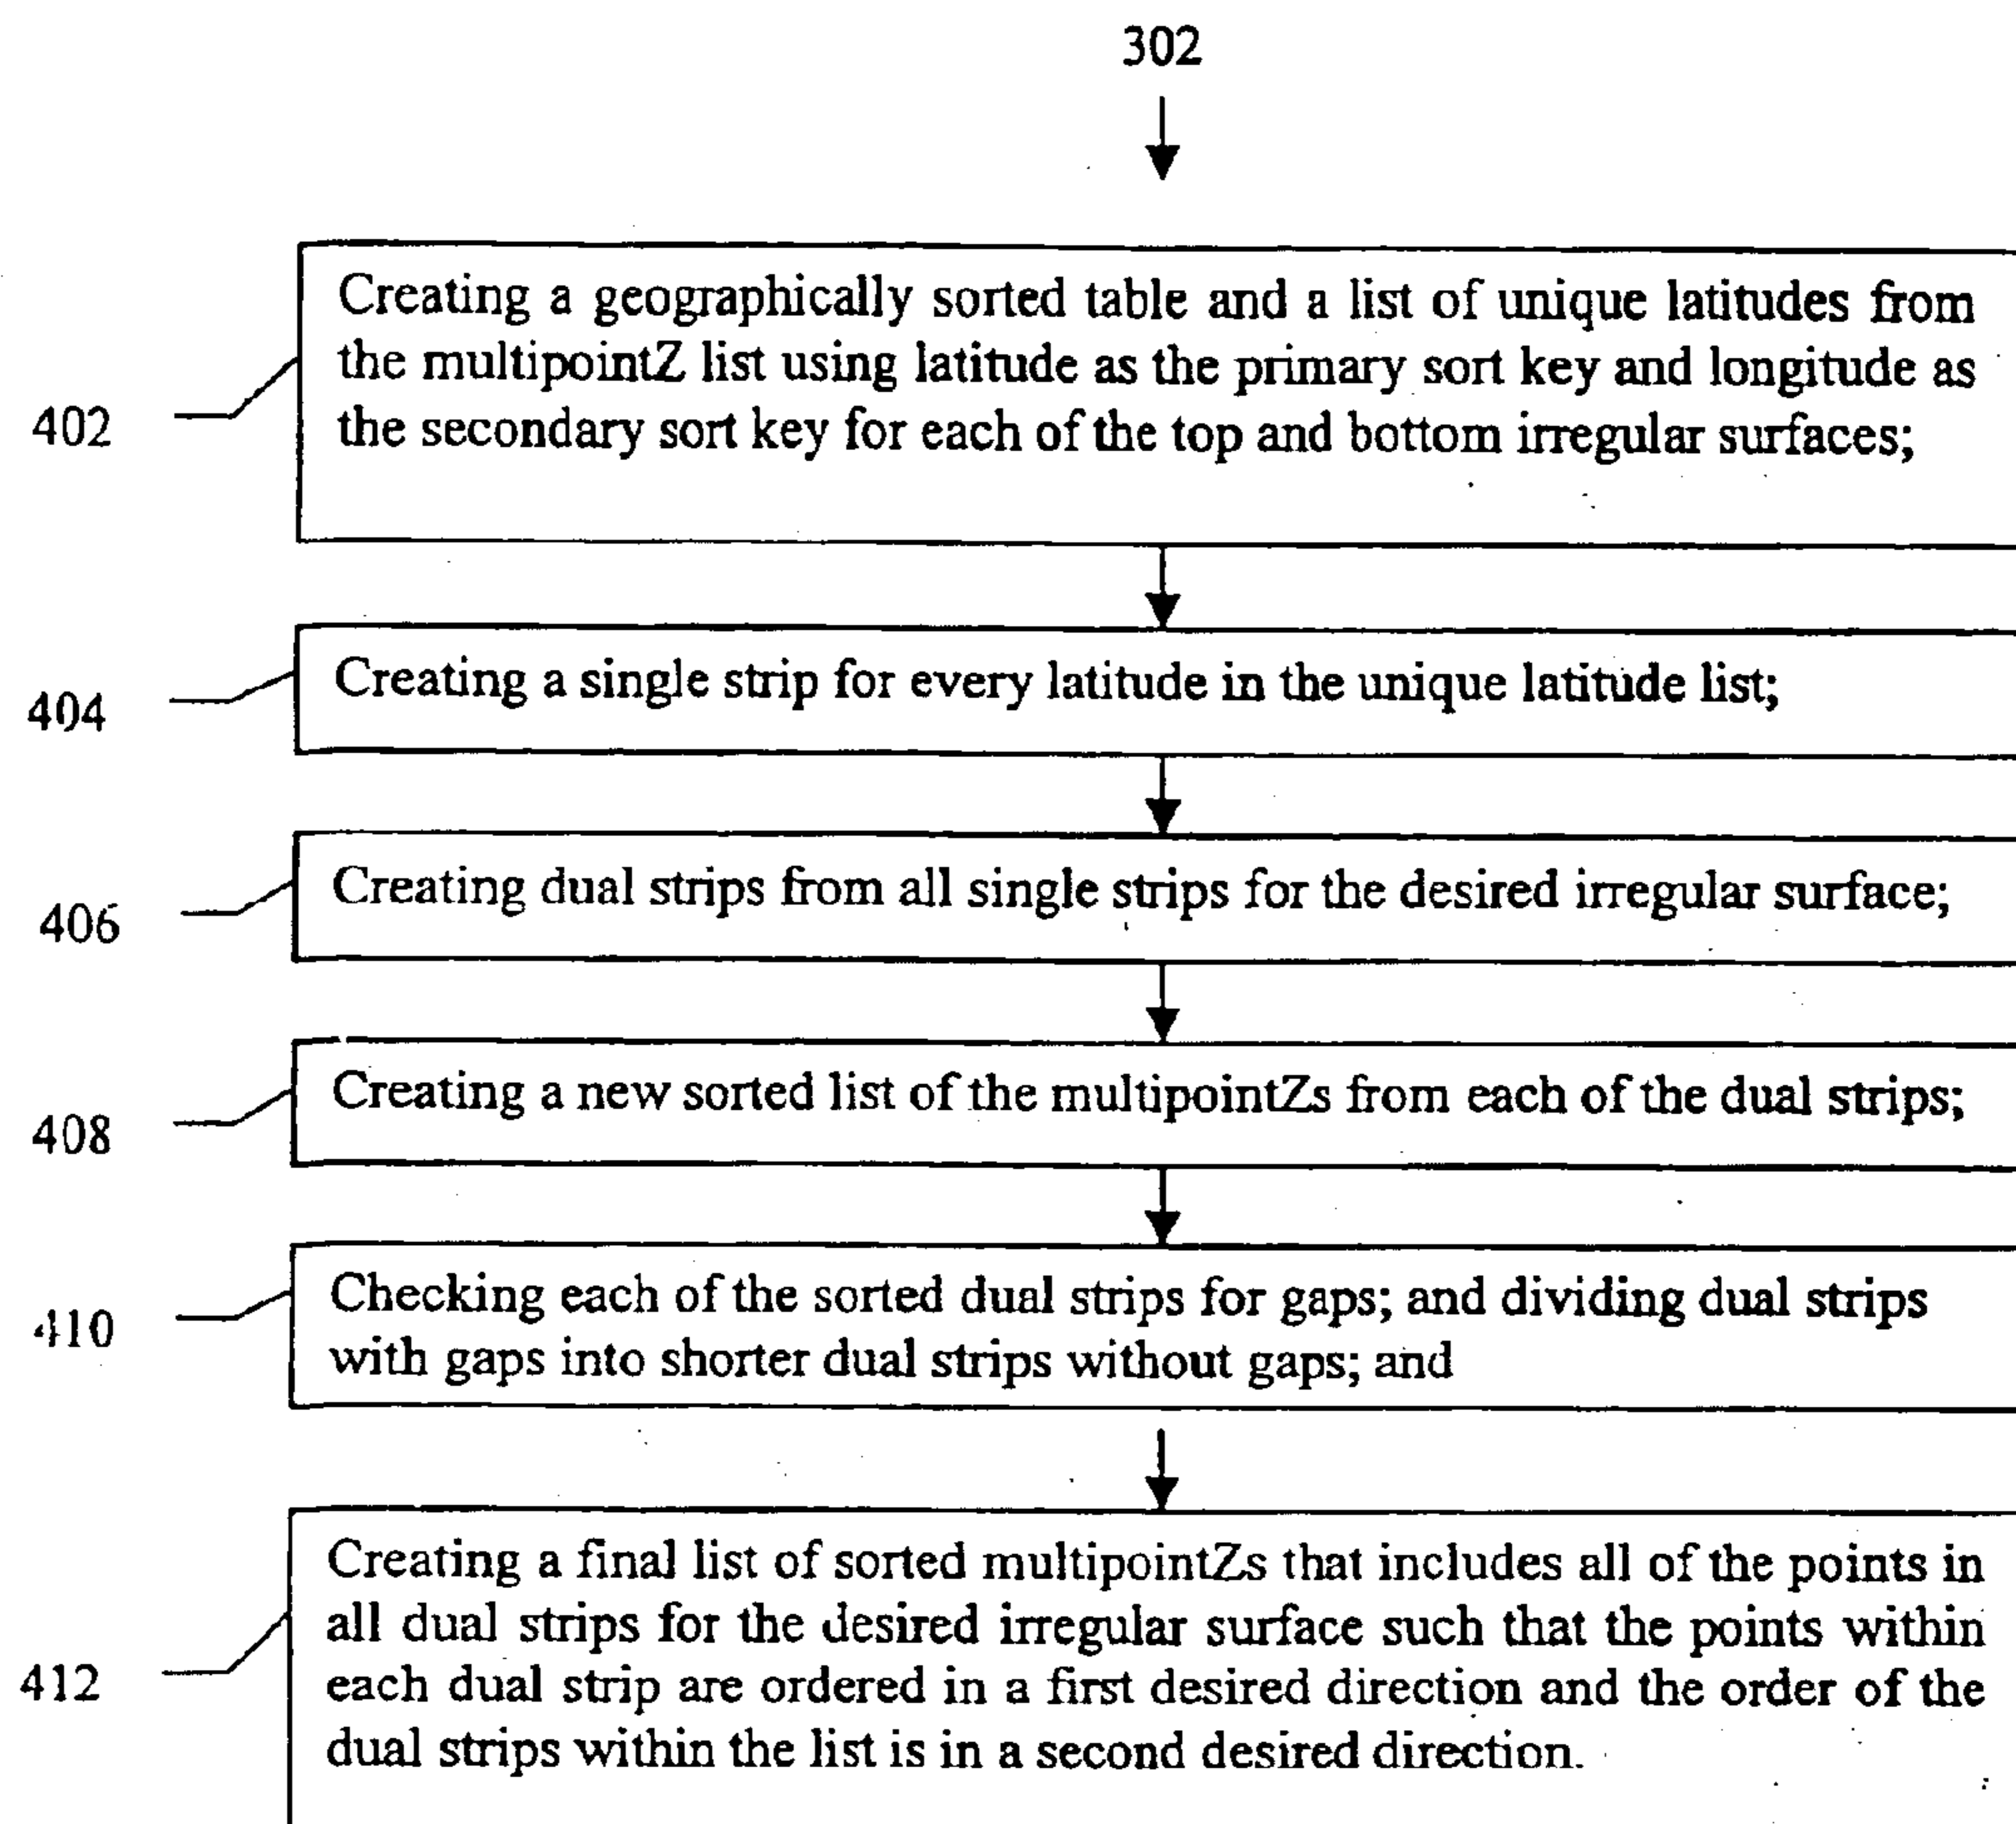 302
Creating a geographically sorted table and a list of unique latitudes from
the multipointZ list using latitude as the primary sort key and longitude as
the secondary sort key for each of the top and bottom irregular surfaces;
402
Creating a single strip for every latitude in the unique latitude list;
404
Creating dual strips from all single strips for the desired irregular surface;
406
Creating a new sorted list of the multipointZs from each of the dual strips;
408
Checking each of the sorted dual strips for gaps; and dividing dual strips
with gaps into shorter dual strips without gaps; and
410
Creating a final list of sorted multipointZs that includes all of the points in
all dual strips for the desired irregular surface such that the points within
each dual strip are ordered in a first desired direction and the order of the
dual strips within the list is in a second desired direction.
412